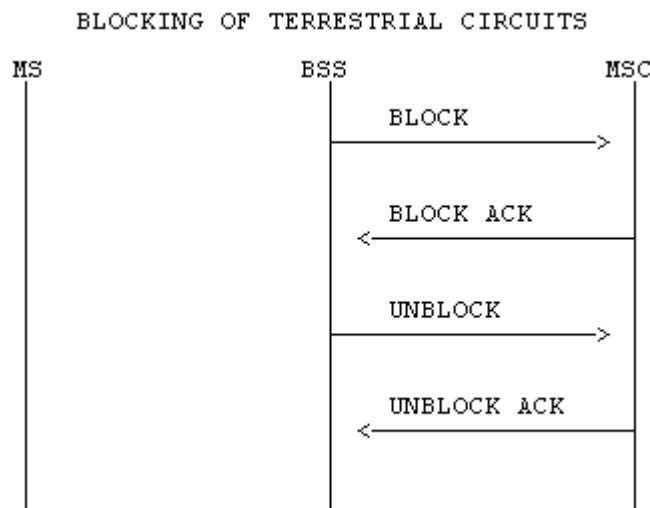 BLOCKING OF TERRESTRIAL CIRCUITS
MS BSS MSC
BLOCK
BLOCK ACK
UNBLOCK
UNBLOCK ACK